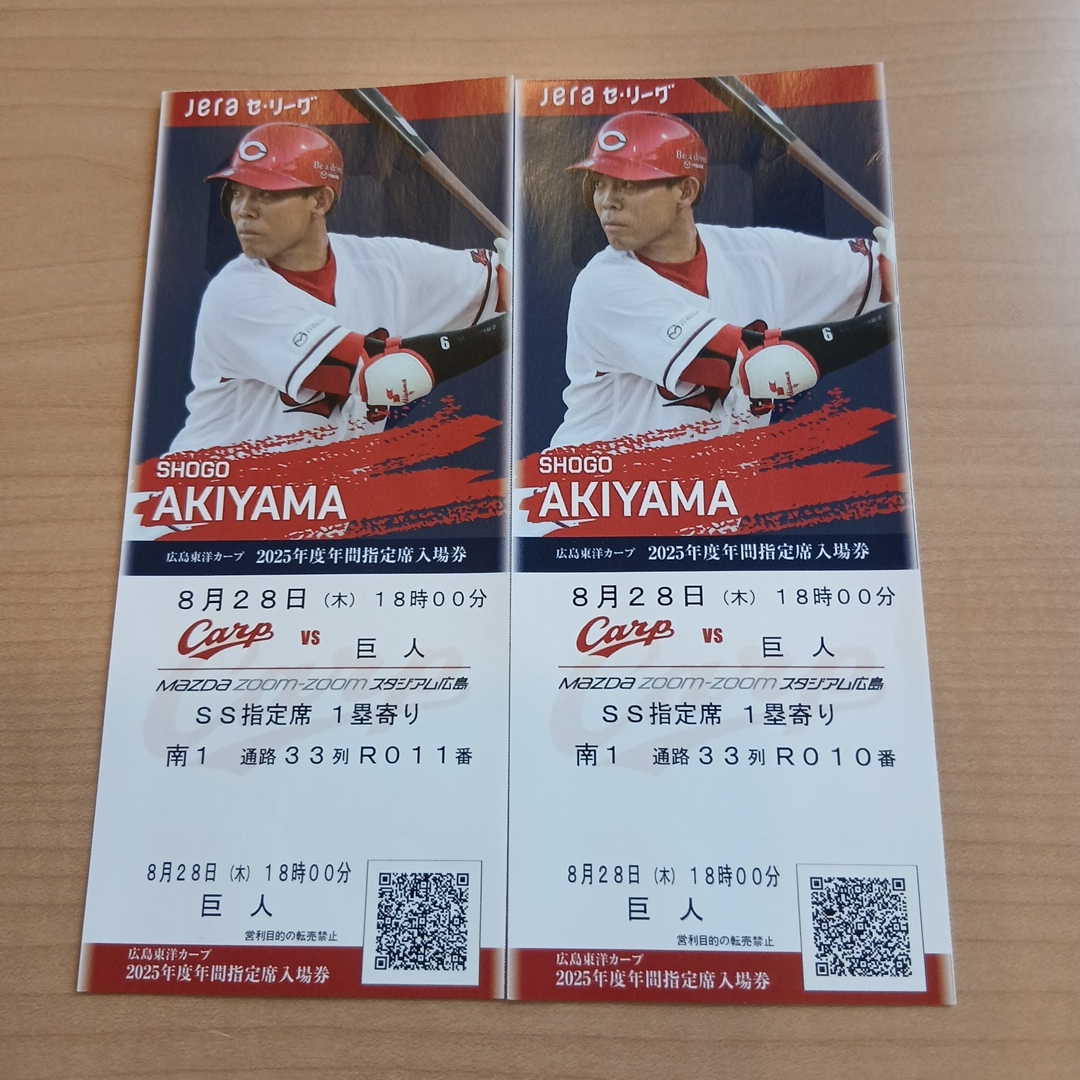 Jera セ・リーグ
Be a driver.
6
SHOGO
AKIYAMA
広島東洋カープ 2025年度年間指定席入場券
8月28日 (木) 18時00分
Carp vs 巨 人
MAZDA ZOOM-ZOOM スタジアム広島
SS指定席 1塁寄り
南1 通路33列R011番
8月28日 (木) 18時00分
巨 人
営利目的の転売禁止
広島東洋カープ
2025年度年間指定席入場券
Jera セ・リーグ
6
SHOGO
AKIYAMA
広島東洋カープ 2025年度年間指定席入場券
8月28日 (木) 18時00分
Carp vs 巨 人
MAZDA ZOOM-ZOOM スタジアム広島
SS指定席 1塁寄り
南1 通路33列R010番
8月28日 (木) 18時00分
巨 人
営利目的の転売禁止
広島東洋カープ
2025年度年間指定席入場券